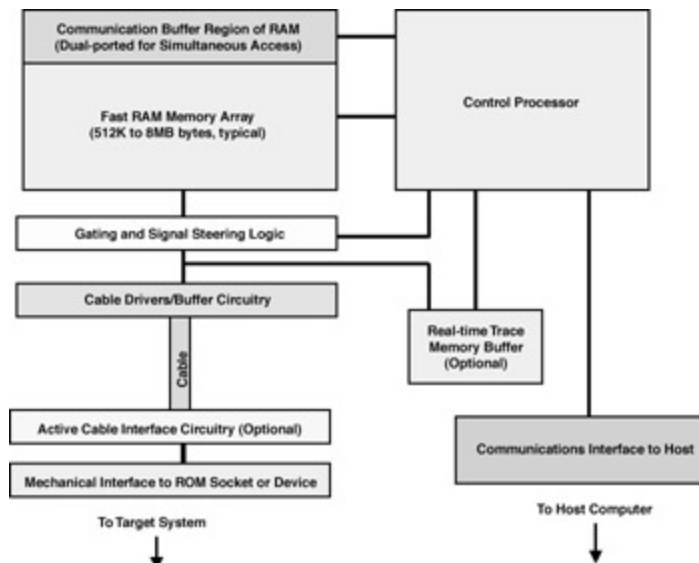 Communication Buffer Region of RAM
(Dual-ported for Simultaneous Access)
Fast RAM Memory Array
(512K to 8MB bytes, typical)
Control Processor
Gating and Signal Steering Logic
Cable Drivers/Buffer Circuitry
Real-time Trace
Memory Buffer
(Optional)
Cable
Active Cable Interface Circuitry (Optional)
Communications Interface to Host
Mechanical Interface to ROM Socket or Device
To Target System
To Host Computer